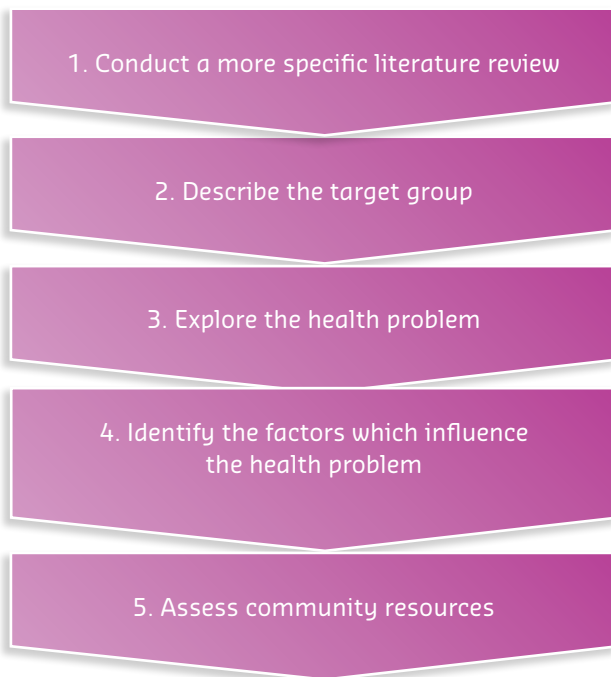 1. Conduct a more specific literature review
2. Describe the target group
3. Explore the health problem
4. Identify the factors which influence
the health problem
5. Assess community resources